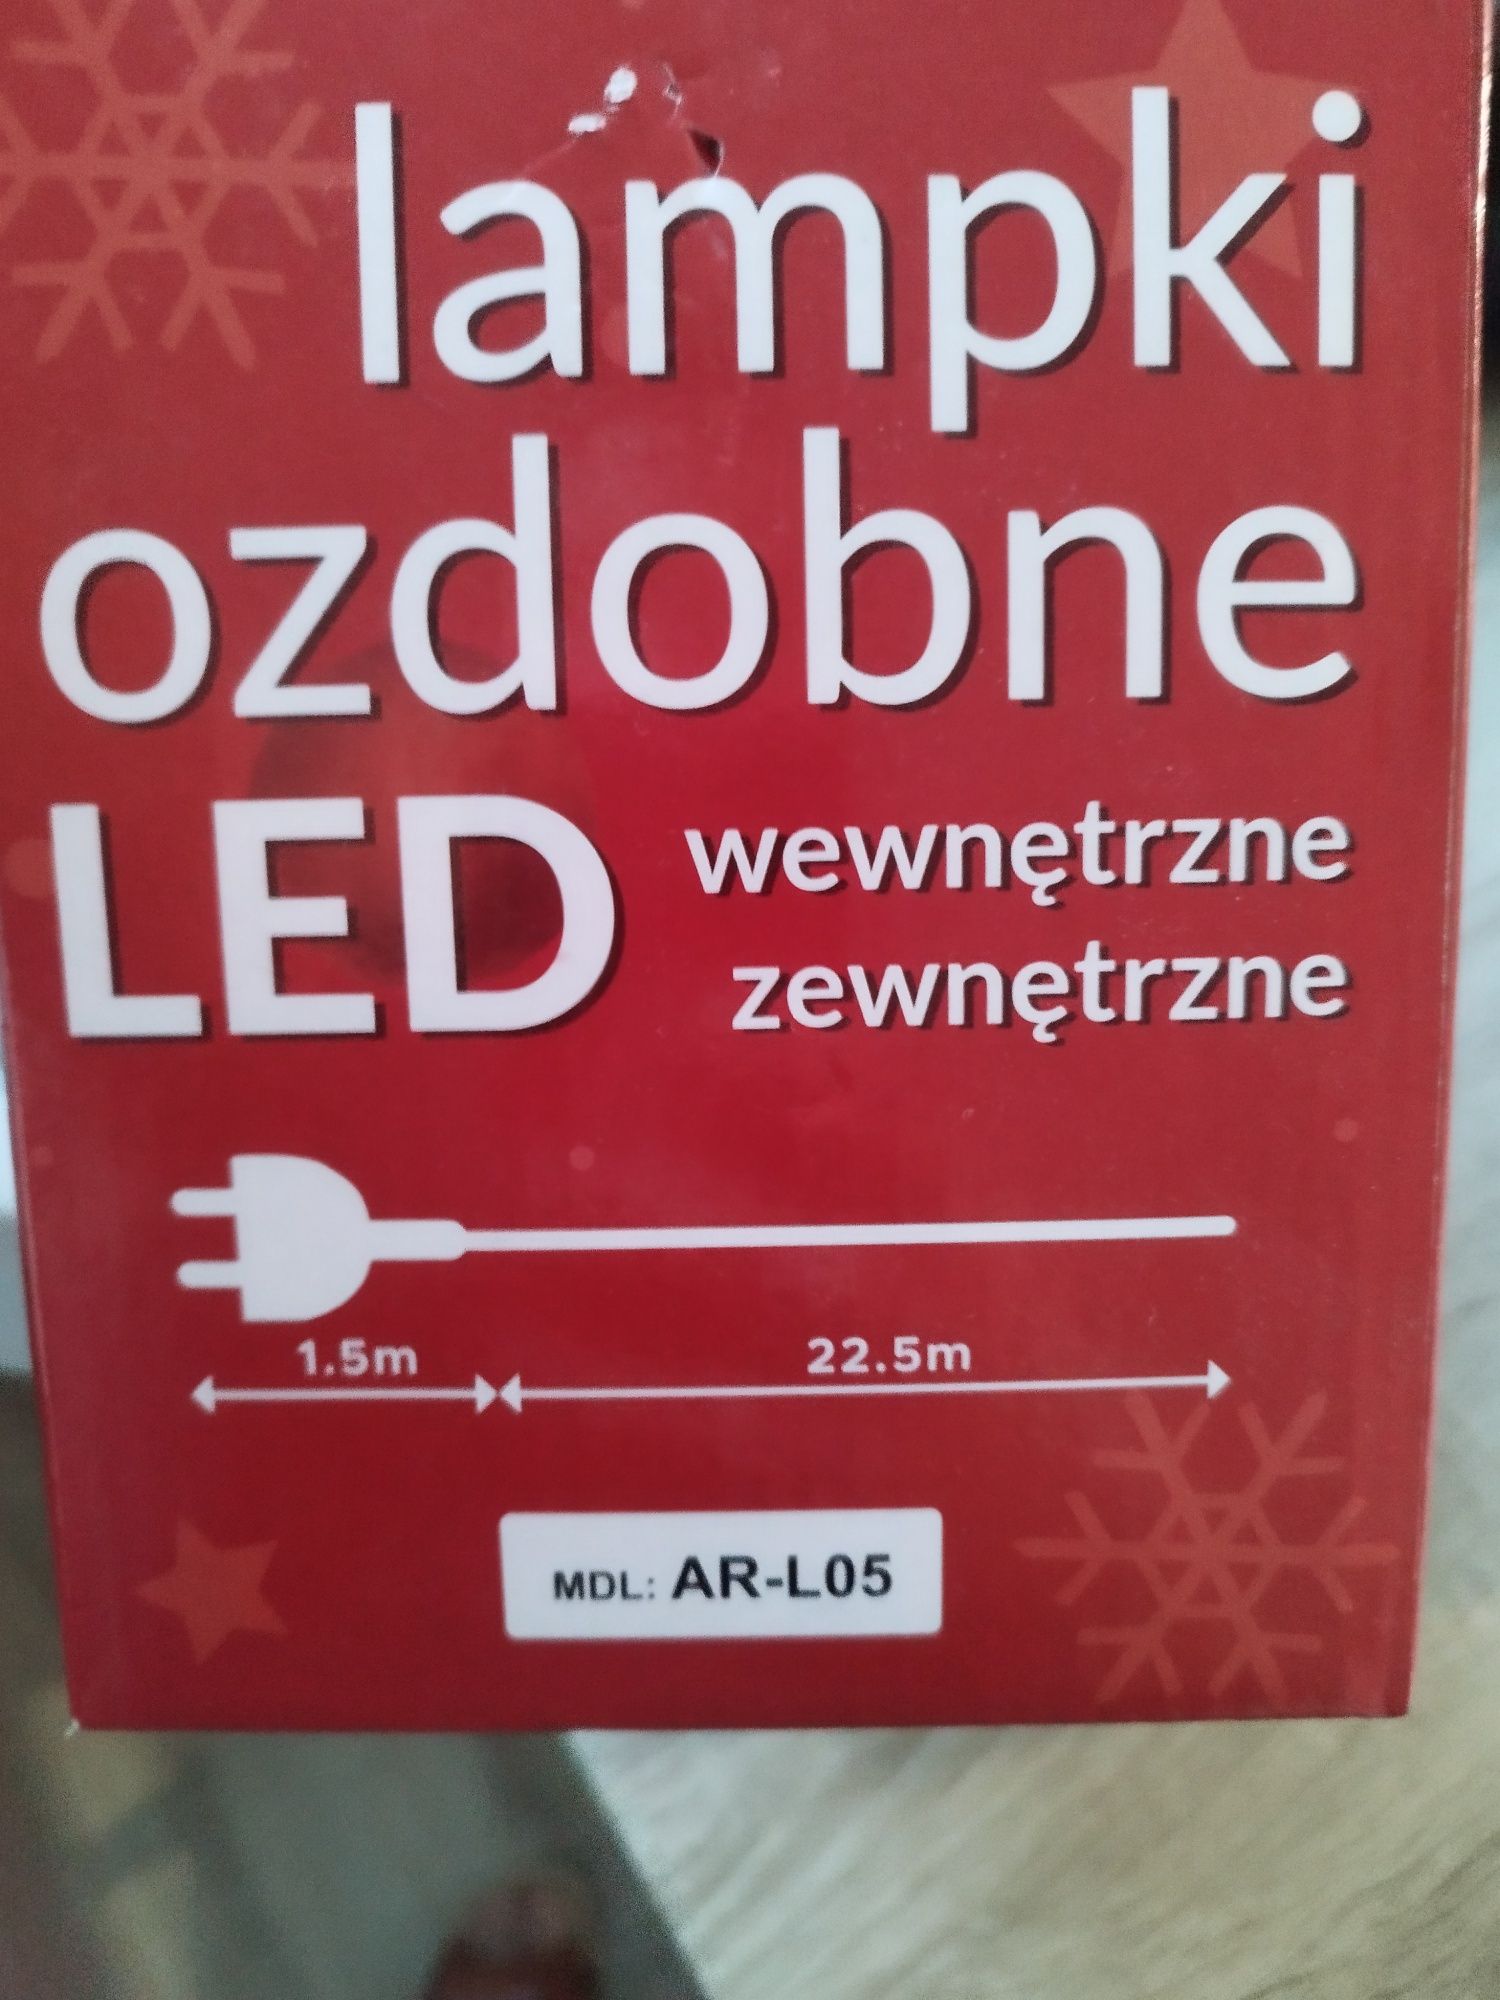 lampki
ozdobne
LED wewnętrzne
zewnętrzne
1.5m 22.5m
MDL: AR-L05